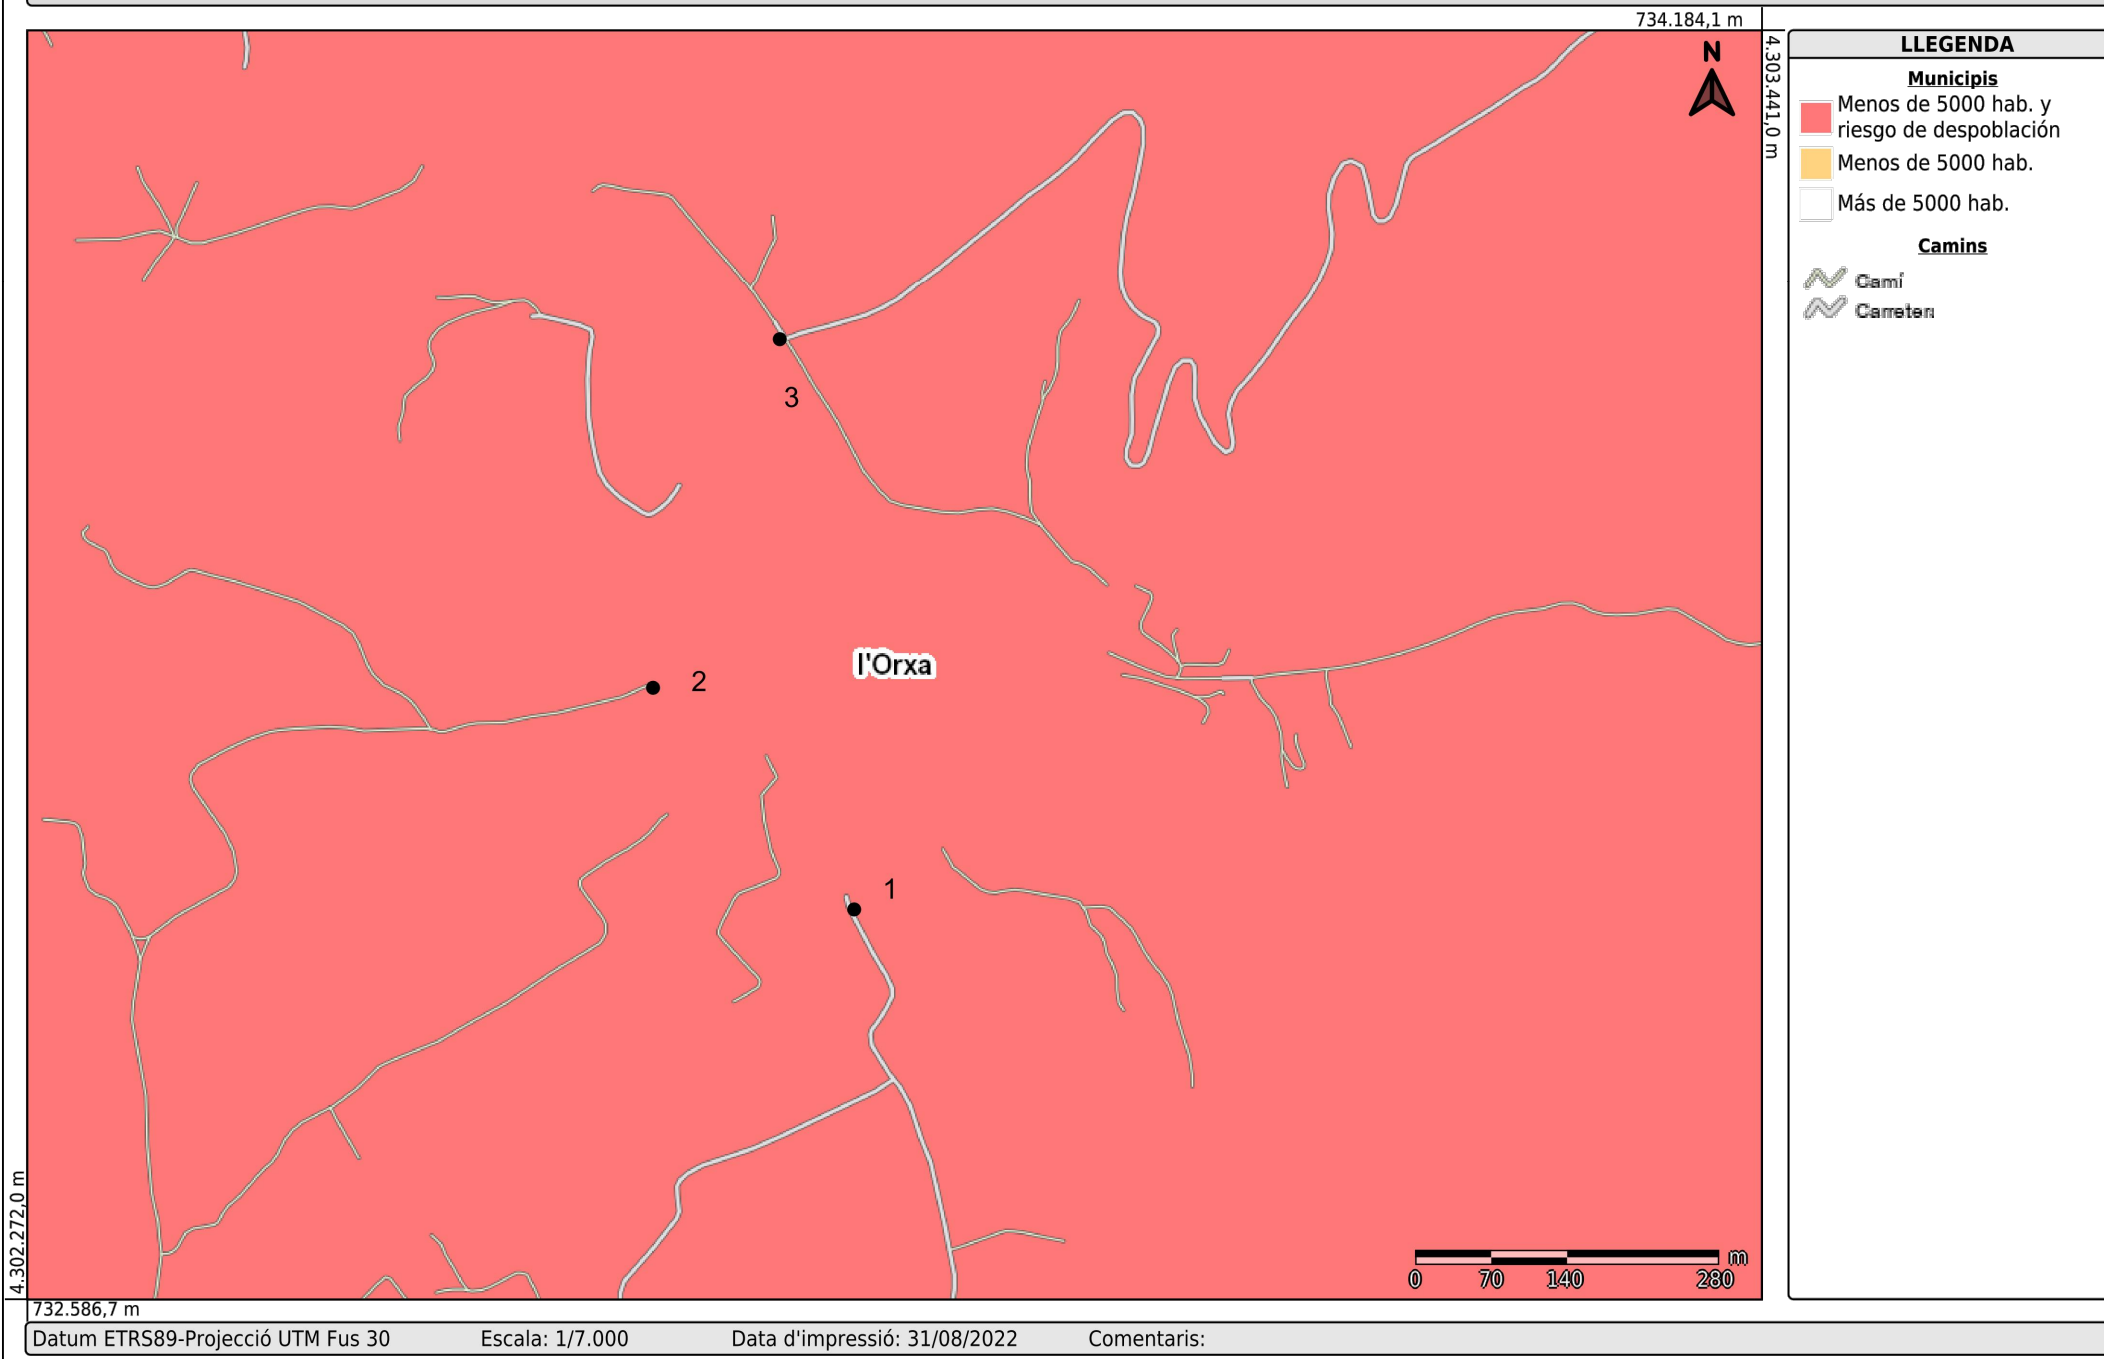 734.184,1 m
4.303.441,0 m
N
LLEGENDA
Municipis
Menos de 5000 hab. y
riesgo de despoblación
Menos de 5000 hab.
Más de 5000 hab.
Camins
Camí
3
l'Orxa
2
1
0 70 140 280 m
4.302.272,0 m
732.586,7 m
Datum ETRS89-Projecció UTM Fus 30 Escala: 1/7.000 Data d'impressió: 31/08/2022 Comentaris: